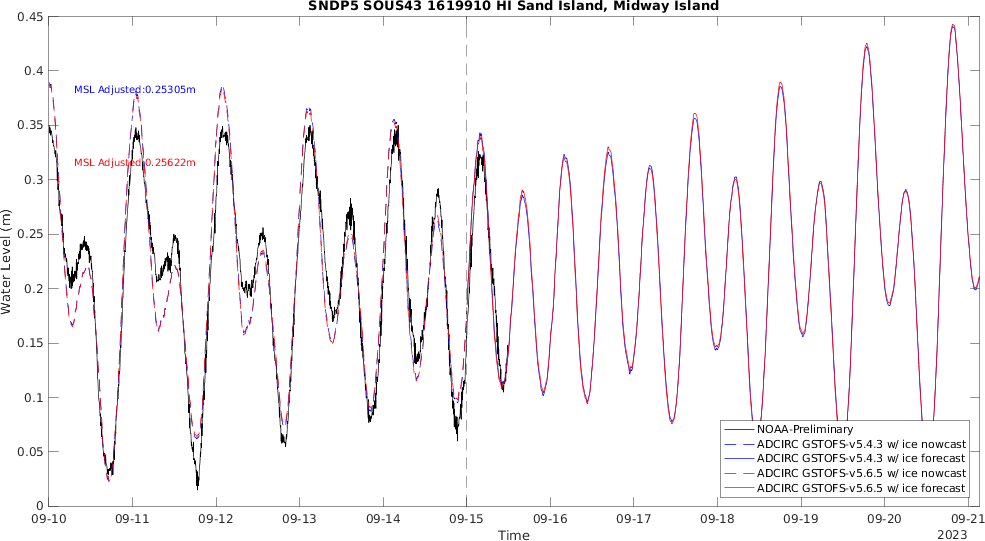 SNDP5 SOUS43 1619910 HI Sand Island, Midway Island
0.45
0.4
0.35
0.3
0.25
0.2
0.15
0.1
0.05
0
Water Level (m)
MSL Adjusted:0.25305m
MSL Adjusted:0.25622m
NOAA-Preliminary
ADCIRC GSTOFS-v5.4.3 w/ ice nowcast
ADCIRC GSTOFS-v5.4.3 w/ ice forecast
ADCIRC GSTOFS-v5.6.5 w/ ice nowcast
ADCIRC GSTOFS-v5.6.5 w/ ice forecast
09-10 09-11 09-12 09-13 09-14 09-15 09-16 09-17 09-18 09-19 09-20 09-21
Time
2023